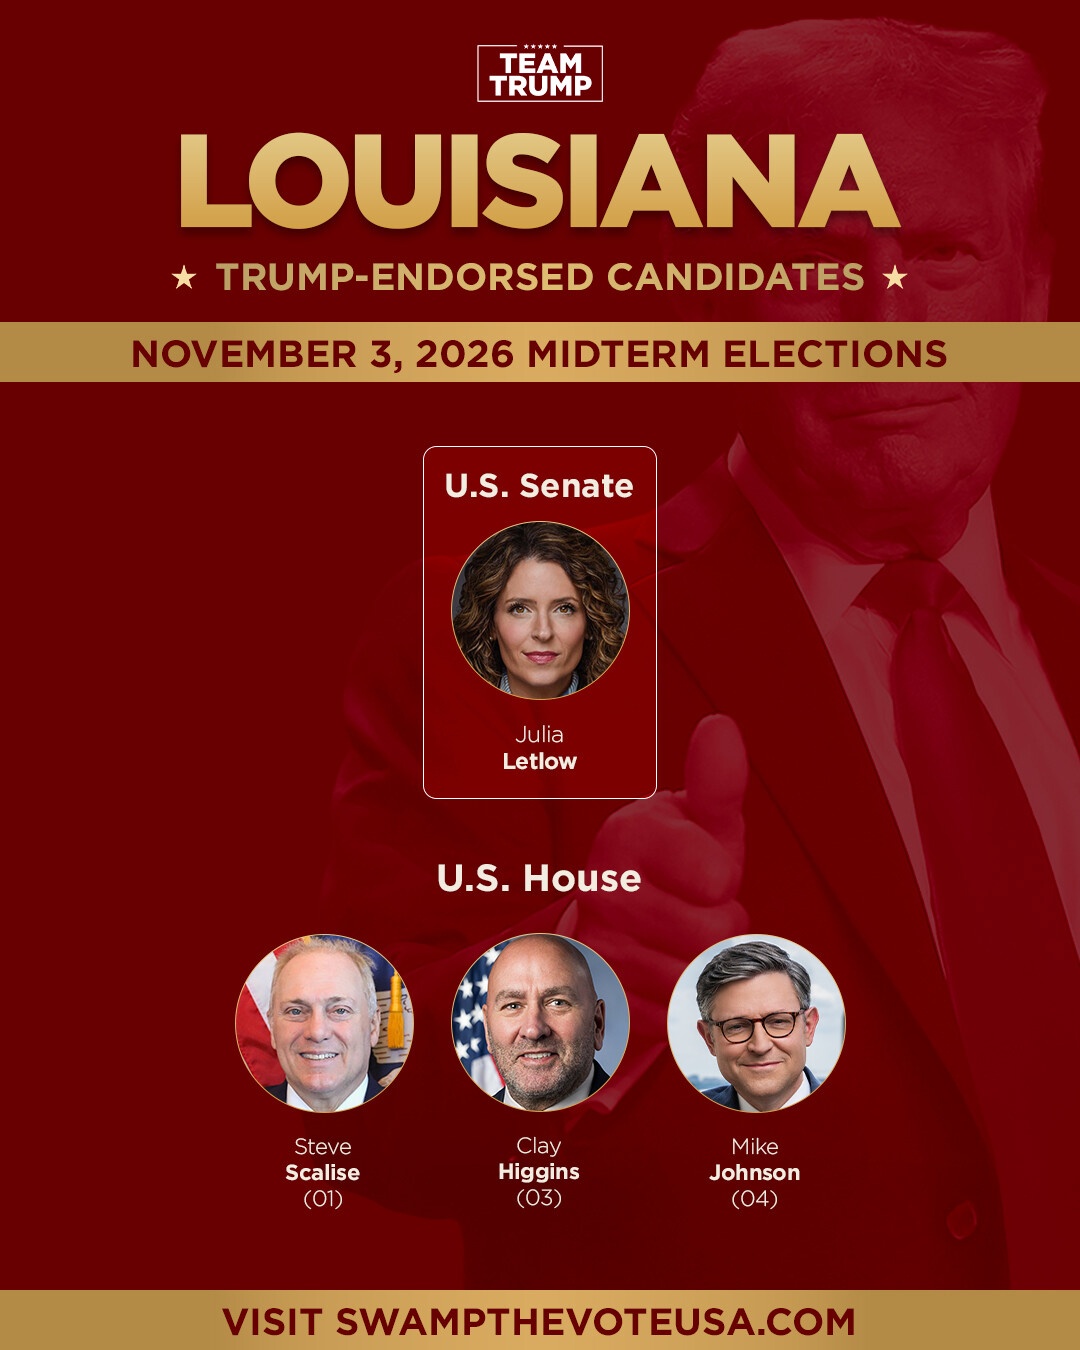 TEAM
TRUMP
LOUISIANA
★ TRUMP-ENDORSED CANDIDATES ★
NOVEMBER 3, 2026 MIDTERM ELECTIONS
U.S. Senate
Julia
Letlow
U.S. House
Steve
Scalise
(01)
Clay
Higgins
(03)
Mike
Johnson
(04)
VISIT SWAMPTHEVOTEUSA.COM